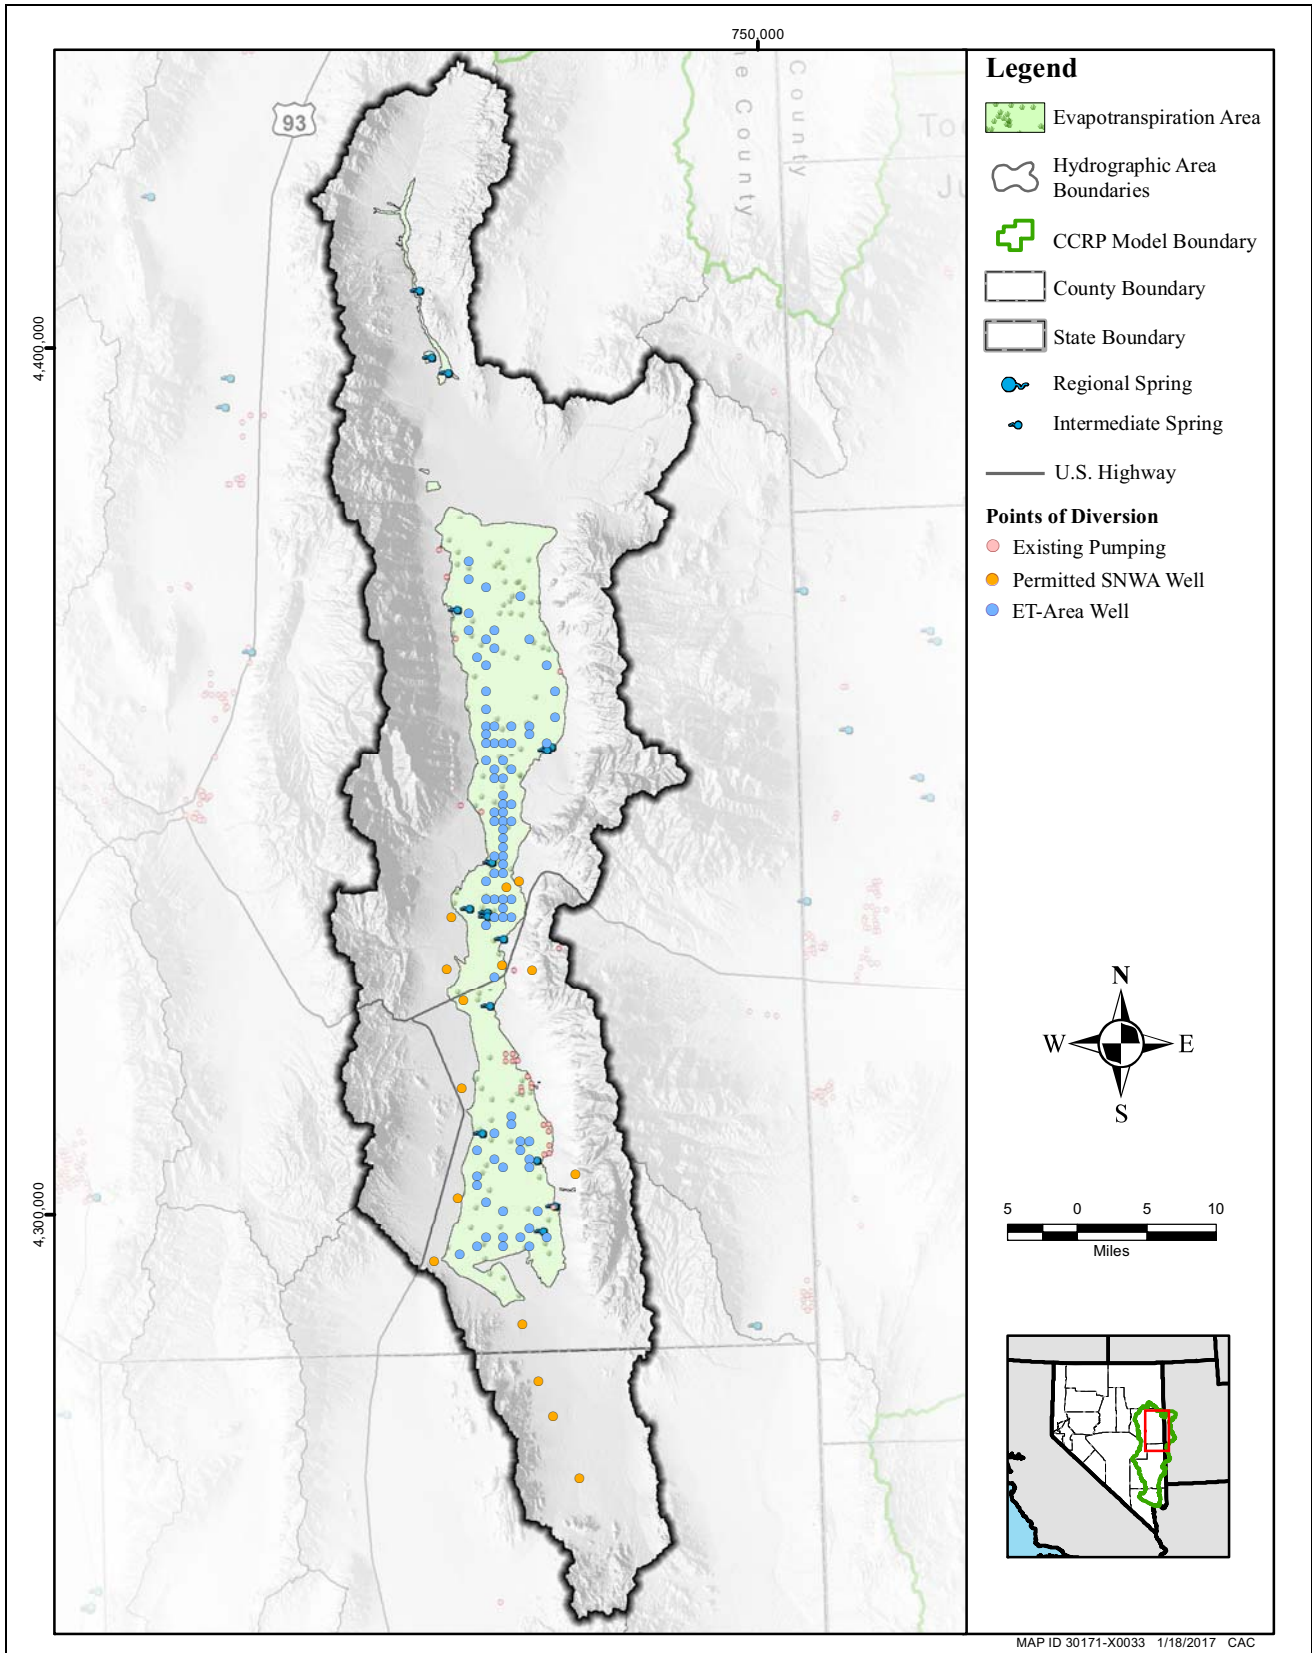 750,000
93
County
County
4,400,000
4,300,000
Legend
Evapotranspiration Area
Hydrographic Area
Boundaries
CCRP Model Boundary
County Boundary
State Boundary
Regional Spring
Intermediate Spring
U.S. Highway
Points of Diversion
Existing Pumping
Permitted SNWA Well
ET-Area Well
N
W
E
S
5 0 5 10
Miles
MAP ID 30171-X0033 1/18/2017 CAC